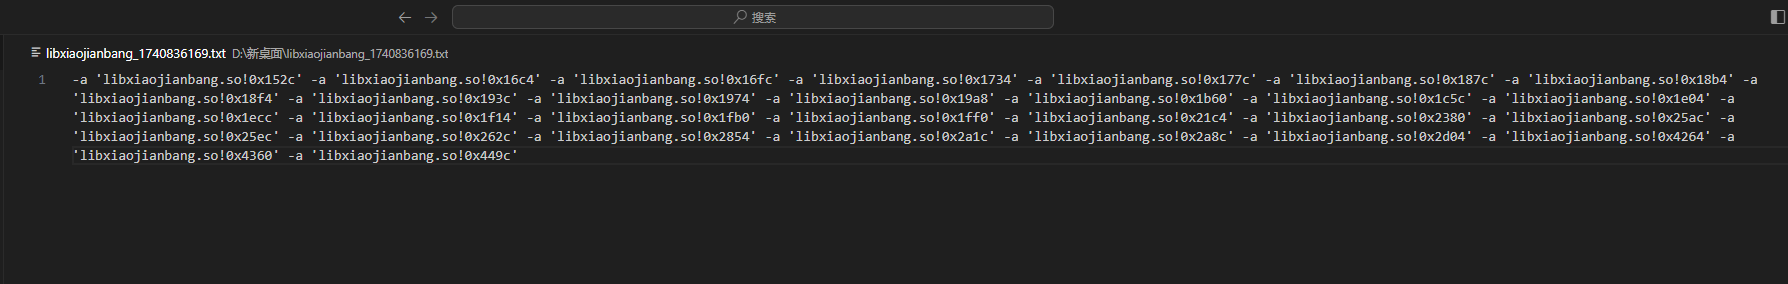 ← → 搜索
libxiaojianbang_1740836169.txt D:\新桌面\libxiaojianbang_1740836169.txt
1 -a 'libxiaojianbang.so!0x152c' -a 'libxiaojianbang.so!0x16c4' -a 'libxiaojianbang.so!0x16fc' -a 'libxiaojianbang.so!0x1734' -a 'libxiaojianbang.so!0x177c' -a 'libxiaojianbang.so!0x187c' -a 'libxiaojianbang.so!0x18b4' -a
'libxiaojianbang.so!0x18f4' -a 'libxiaojianbang.so!0x193c' -a 'libxiaojianbang.so!0x1974' -a 'libxiaojianbang.so!0x19a8' -a 'libxiaojianbang.so!0x1b60' -a 'libxiaojianbang.so!0x1c5c' -a 'libxiaojianbang.so!0x1e04' -a
'libxiaojianbang.so!0x1ecc' -a 'libxiaojianbang.so!0x1f14' -a 'libxiaojianbang.so!0x1fb0' -a 'libxiaojianbang.so!0x1ff0' -a 'libxiaojianbang.so!0x21c4' -a 'libxiaojianbang.so!0x2380' -a 'libxiaojianbang.so!0x25ac' -a
'libxiaojianbang.so!0x25ec' -a 'libxiaojianbang.so!0x262c' -a 'libxiaojianbang.so!0x2854' -a 'libxiaojianbang.so!0x2a1c' -a 'libxiaojianbang.so!0x2a8c' -a 'libxiaojianbang.so!0x2d04' -a 'libxiaojianbang.so!0x4264' -a
'libxiaojianbang.so!0x4360' -a 'libxiaojianbang.so!0x449c'